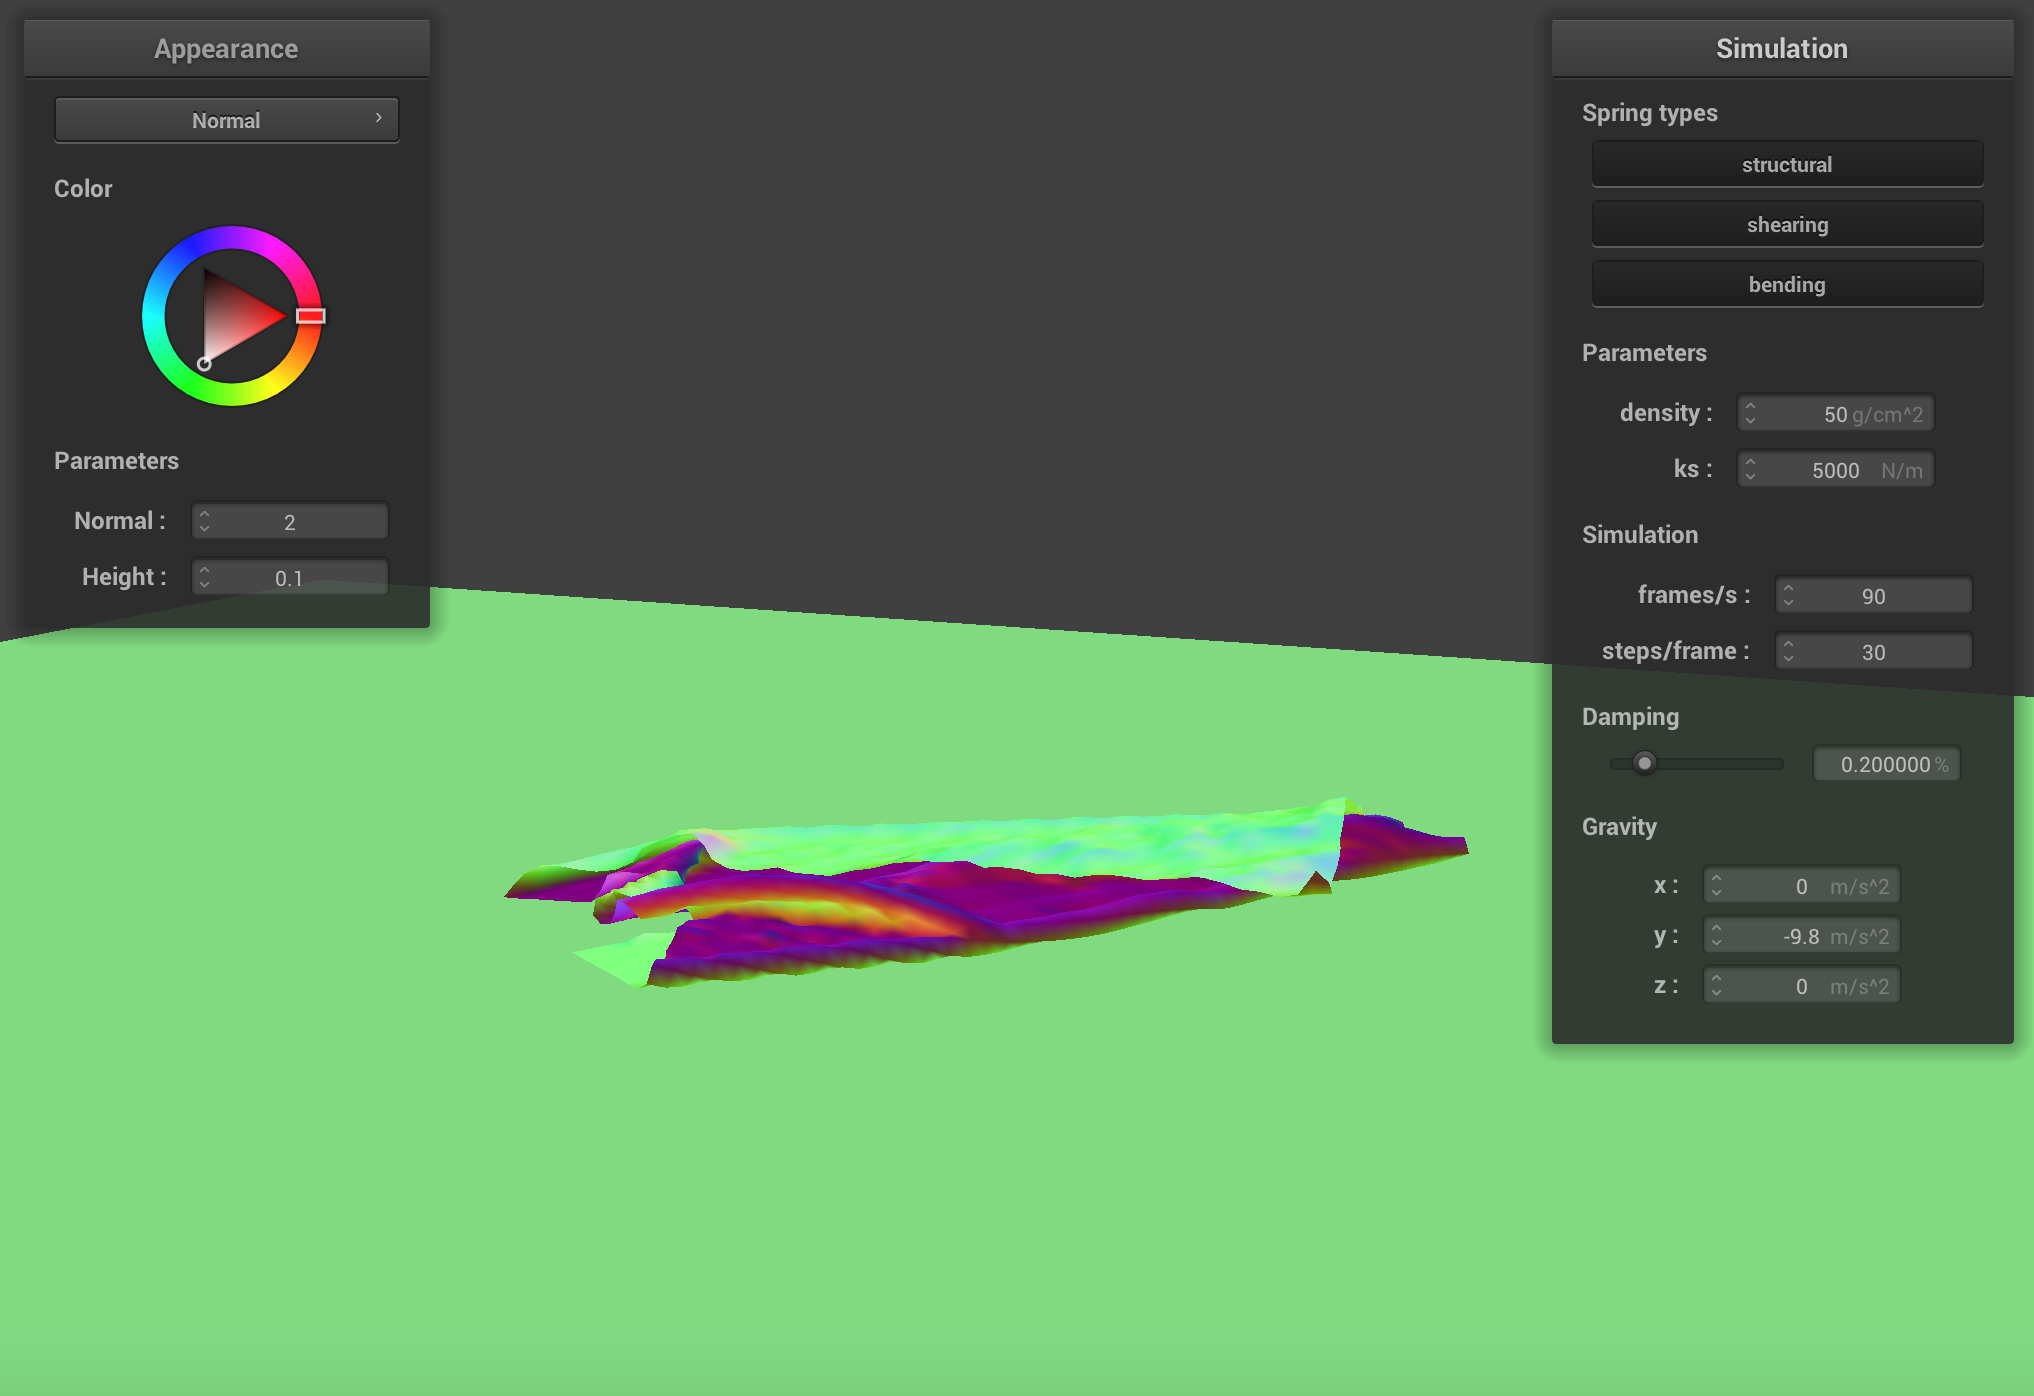 Appearance
Normal
Color
Parameters
Normal : 2
Height : 0.1
Simulation
Spring types
structural
shearing
bending
Parameters
density : 50 g/cm^2
ks : 5000 N/m
Simulation
frames/s : 90
steps/frame : 30
Damping
0.200000 %
Gravity
x : 0 m/s^2
y : -9.8 m/s^2
z : 0 m/s^2